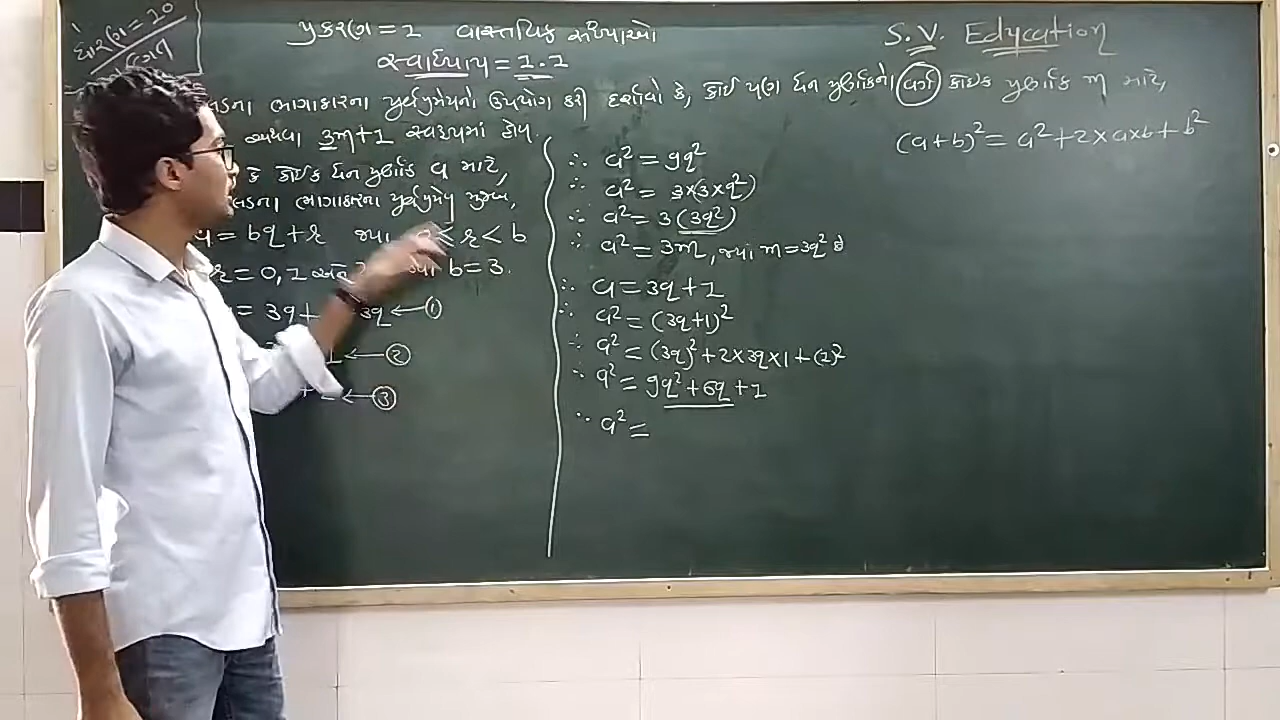 ધોરણ = 10
ગણિત
પ્રકરણ = 1 વાસ્તવિક સંખ્યાઓ
સ્વાધ્યાય = 1.1
S. V. Education
ભાગાકારના પૂર્વપ્રમેયનો ઉપયોગ કરી દર્શાવો કે, કોઈ પણ ધન પૂર્ણાંકનો વર્ગ કોઈક પૂર્ણાંક m માટે,
અથવા 3m+1 સ્વરૂપમાં હોય.
કે કોઈક ધન પૂર્ણાંક a માટે,
ભાગાકારના પૂર્વપ્રમેય મુજબ,
a = bq + r જ્યાં 0 ≤ r < b
r = 0, 1 અને b = 3.
= 3q + 3q ← ①
1 ← ②
+ 2 ← ③
∴ a² = 9q²
∴ a² = 3×(3×q²)
∴ a² = 3(3q²)
∴ a² = 3m, જ્યાં m = 3q² છે
∴ a = 3q + 1
∴ a² = (3q+1)²
∴ a² = (3q)² + 2×3q×1 + (1)²
∴ a² = 9q² + 6q + 1
∴ a² =
(a+b)² = a² + 2×a×b + b²